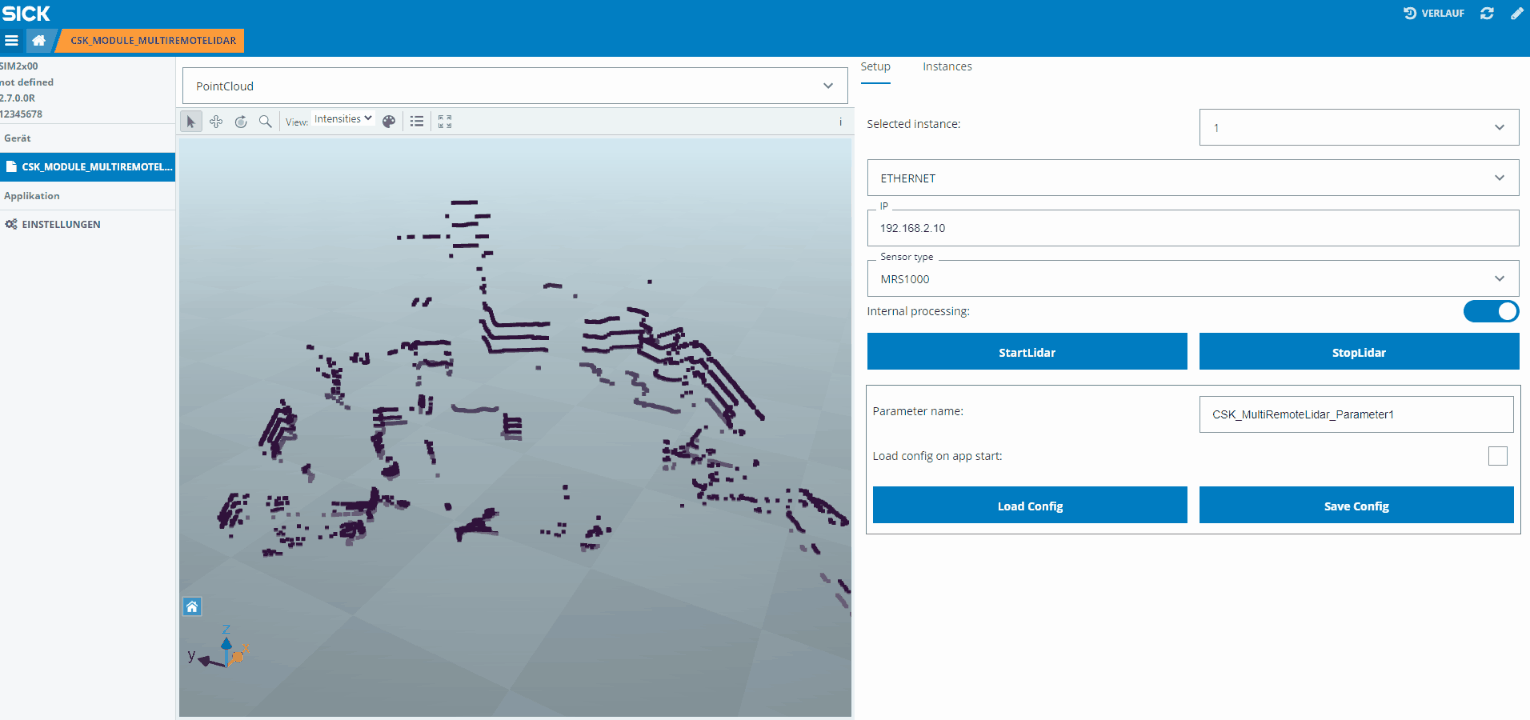 SICK
VERLAUF
CSK_MODULE_MULTIREMOTELIDAR
SIM2x00
not defined
2.7.0.0R
12345678
Gerät
CSK_MODULE_MULTIREMOTEL...
Applikation
EINSTELLUNGEN
PointCloud
View: Intensities
i
Z
y
X
Setup Instances
Selected instance: 1
ETHERNET
IP
192.168.2.10
Sensor type
MRS1000
Internal processing:
StartLidar StopLidar
Parameter name: CSK_MultiRemoteLidar_Parameter1
Load config on app start:
Load Config Save Config